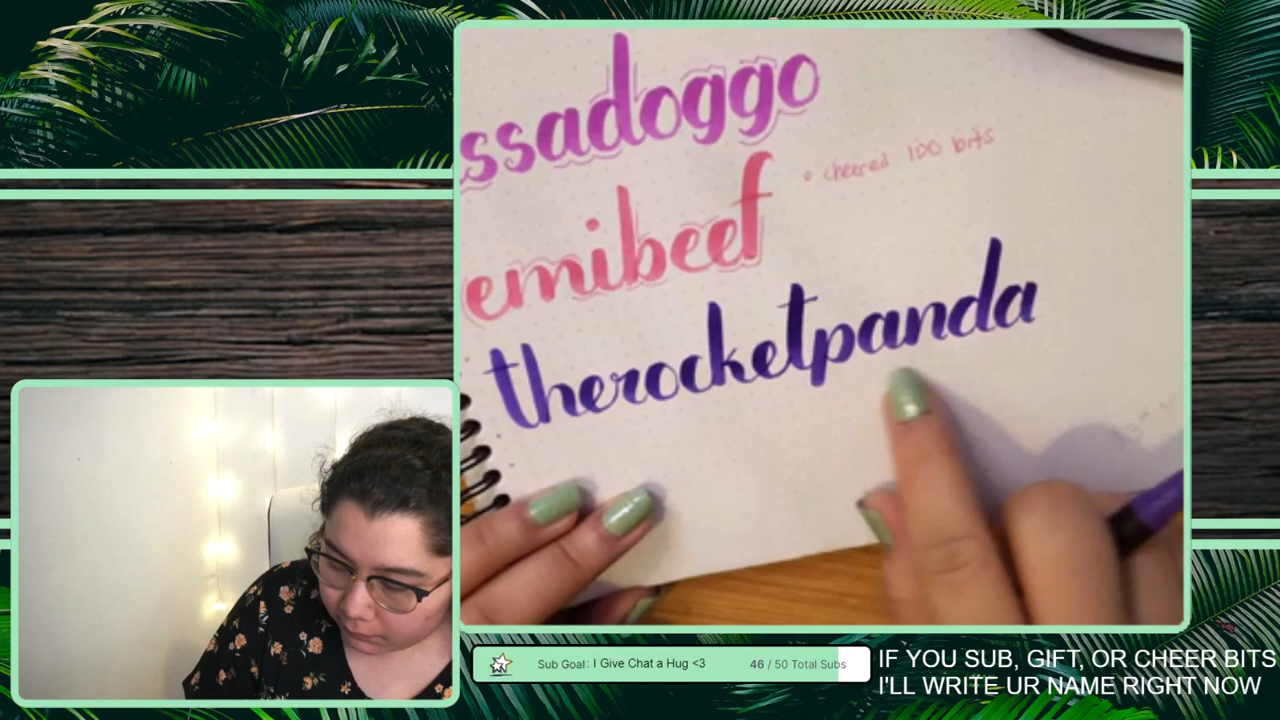 ssadoggo
emibeef
• cheered 100 bits
therocketpanda
Sub Goal: I Give Chat a Hug <3 46 / 50 Total Subs
IF YOU SUB, GIFT, OR CHEER BITS
I'LL WRITE UR NAME RIGHT NOW